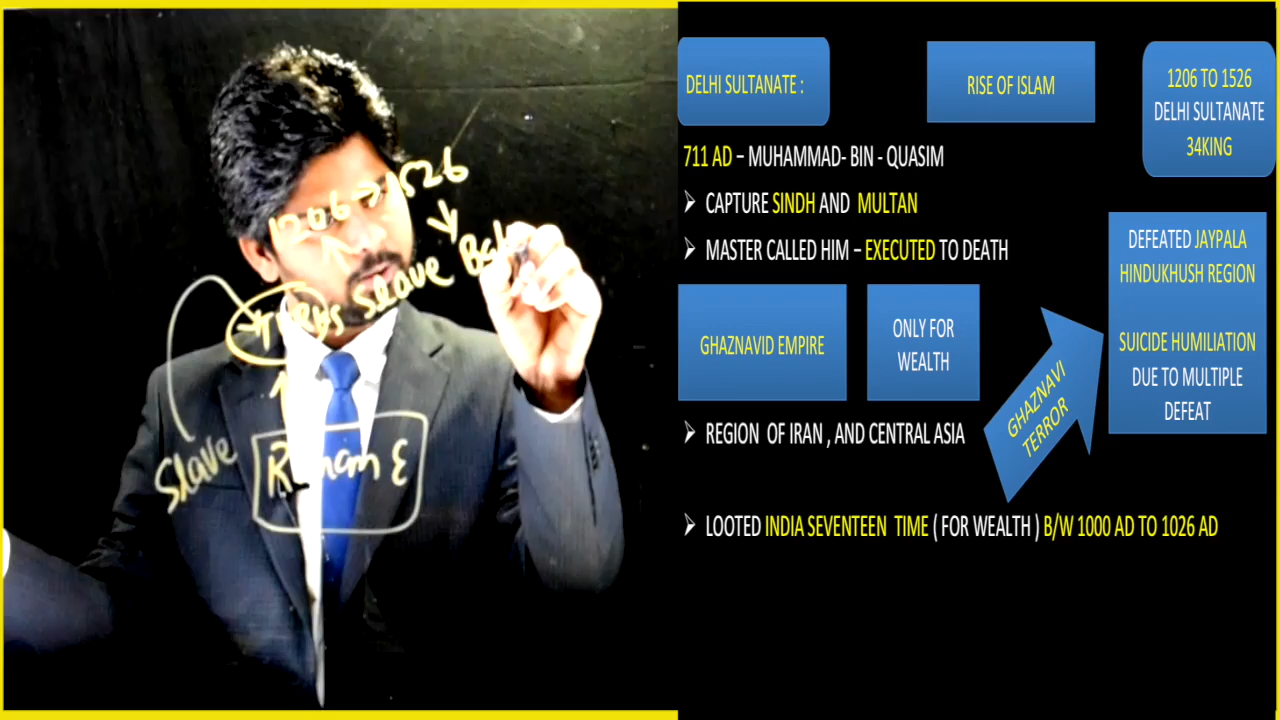 1206 → 1526
Turks Slave
Slave
DELHI SULTANATE :
RISE OF ISLAM
1206 TO 1526
DELHI SULTANATE
34KING
711 AD – MUHAMMAD- BIN - QUASIM
➢ CAPTURE SINDH AND MULTAN
➢ MASTER CALLED HIM – EXECUTED TO DEATH
GHAZNAVID EMPIRE
ONLY FOR
WEALTH
DEFEATED JAYPALA
HINDUKHUSH REGION
SUICIDE HUMILIATION
DUE TO MULTIPLE
DEFEAT
GHAZNAVI
TERROR
➢ REGION OF IRAN , AND CENTRAL ASIA
➢ LOOTED INDIA SEVENTEEN TIME ( FOR WEALTH ) B/W 1000 AD TO 1026 AD